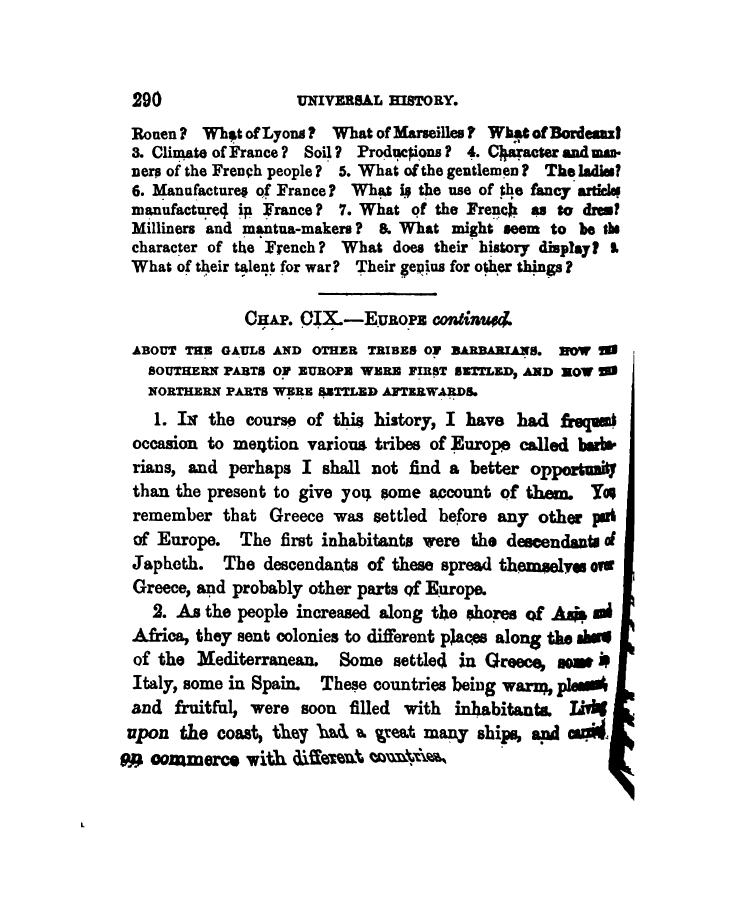 290 UNIVERSAL HISTORY.
Rouen? What of Lyons? What of Marseilles? What of Bordeaux?
3. Climate of France? Soil? Productions? 4. Character and man-
ners of the French people? 5. What of the gentlemen? The ladies?
6. Manufactures of France? What is the use of the fancy articles
manufactured in France? 7. What of the French as to dress?
Milliners and mantua-makers? 8. What might seem to be the
character of the French? What does their history display? 9.
What of their talent for war? Their genius for other things?
CHAP. CIX.—EUROPE continued.
ABOUT THE GAULS AND OTHER TRIBES OF BARBARIANS. HOW THE
SOUTHERN PARTS OF EUROPE WERE FIRST SETTLED, AND HOW THE
NORTHERN PARTS WERE SETTLED AFTERWARDS.
1. IN the course of this history, I have had frequent
occasion to mention various tribes of Europe called barba-
rians, and perhaps I shall not find a better opportunity
than the present to give you some account of them. You
remember that Greece was settled before any other part
of Europe. The first inhabitants were the descendants of
Japheth. The descendants of these spread themselves over
Greece, and probably other parts of Europe.
2. As the people increased along the shores of Asia and
Africa, they sent colonies to different places along the shores
of the Mediterranean. Some settled in Greece, some in
Italy, some in Spain. These countries being warm, pleasant,
and fruitful, were soon filled with inhabitants. Living
upon the coast, they had a great many ships, and carried
on commerce with different countries.